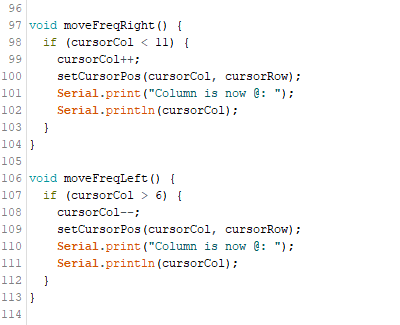 96
97 void moveFreqRight() {
98   if (cursorCol < 11) {
99     cursorCol++;
100     setCursorPos(cursorCol, cursorRow);
101     Serial.print("Column is now @: ");
102     Serial.println(cursorCol);
103   }
104 }
105
106 void moveFreqLeft() {
107   if (cursorCol > 6) {
108     cursorCol--;
109     setCursorPos(cursorCol, cursorRow);
110     Serial.print("Column is now @: ");
111     Serial.println(cursorCol);
112   }
113 }
114